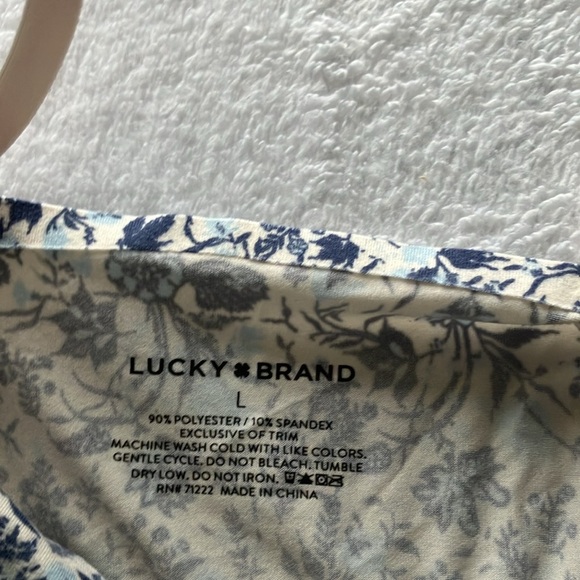 LUCKY BRAND
L
90% POLYESTER / 10% SPANDEX
EXCLUSIVE OF TRIM
MACHINE WASH COLD WITH LIKE COLORS.
GENTLE CYCLE. DO NOT BLEACH. TUMBLE
DRY LOW. DO NOT IRON.
RN# 71222 MADE IN CHINA